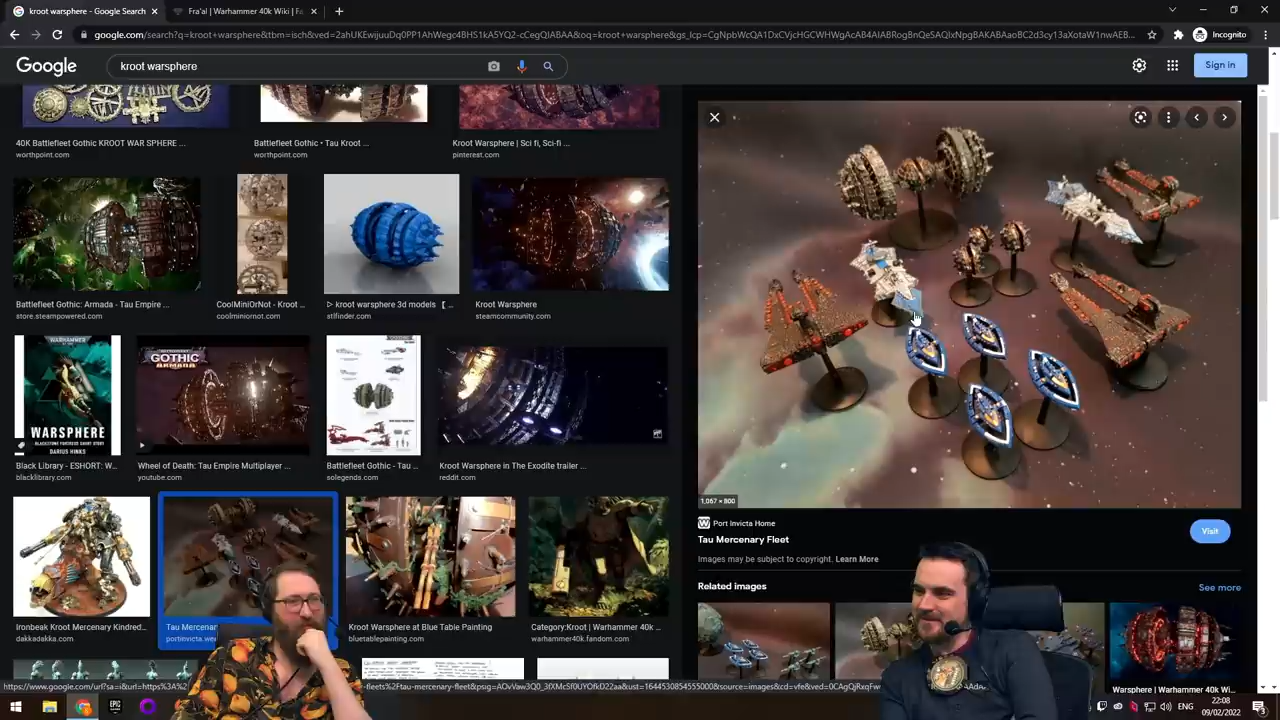 kroot warsphere - Google Search
Fra'al | Warhammer 40k Wiki | Fa
google.com/search?q=kroot+warsphere&tbm=isch&ved=2ahUKEwijuuDq0PP1AhWegc4BHS1kA5YQ2-cCegQIABAA&oq=kroot+warsphere&gs_lcp=
Incognito
Google
kroot warsphere
Sign in
40K Battlefleet Gothic KROOT WAR SPHERE ...
worthpoint.com
Battlefleet Gothic • Tau Kroot ...
worthpoint.com
Kroot Warsphere | Sci fi, Sci-fi ...
pinterest.com
Battlefleet Gothic: Armada - Tau Empire ...
store.steampowered.com
CoolMiniOrNot - Kroot ...
coolminiornot.com
kroot warsphere 3d models
stlfinder.com
Kroot Warsphere
steamcommunity.com
WARHAMMER
WARSPHERE
BLACKSTONE FORTRESS SHORT STORY
DARIUS HINKS
GOTHIC
ARMADA
Black Library - ESHORT: W...
blacklibrary.com
Wheel of Death: Tau Empire Multiplayer ...
youtube.com
Battlefleet Gothic - Tau ...
solegends.com
Kroot Warsphere in The Exodite trailer ...
reddit.com
Ironbeak Kroot Mercenary Kindred...
dakkadakka.com
Tau Mercenar
portinvicta.we
Kroot Warsphere at Blue Table Painting
bluetablepainting.com
Category:Kroot | Warhammer 40k ...
warhammer40k.fandom.com
1,067 × 800
Port Invicta Home
Tau Mercenary Fleet
Visit
Images may be subject to copyright. Learn More
Related images
See more
Warhammer 40k Wi...
22:08
09/02/2022